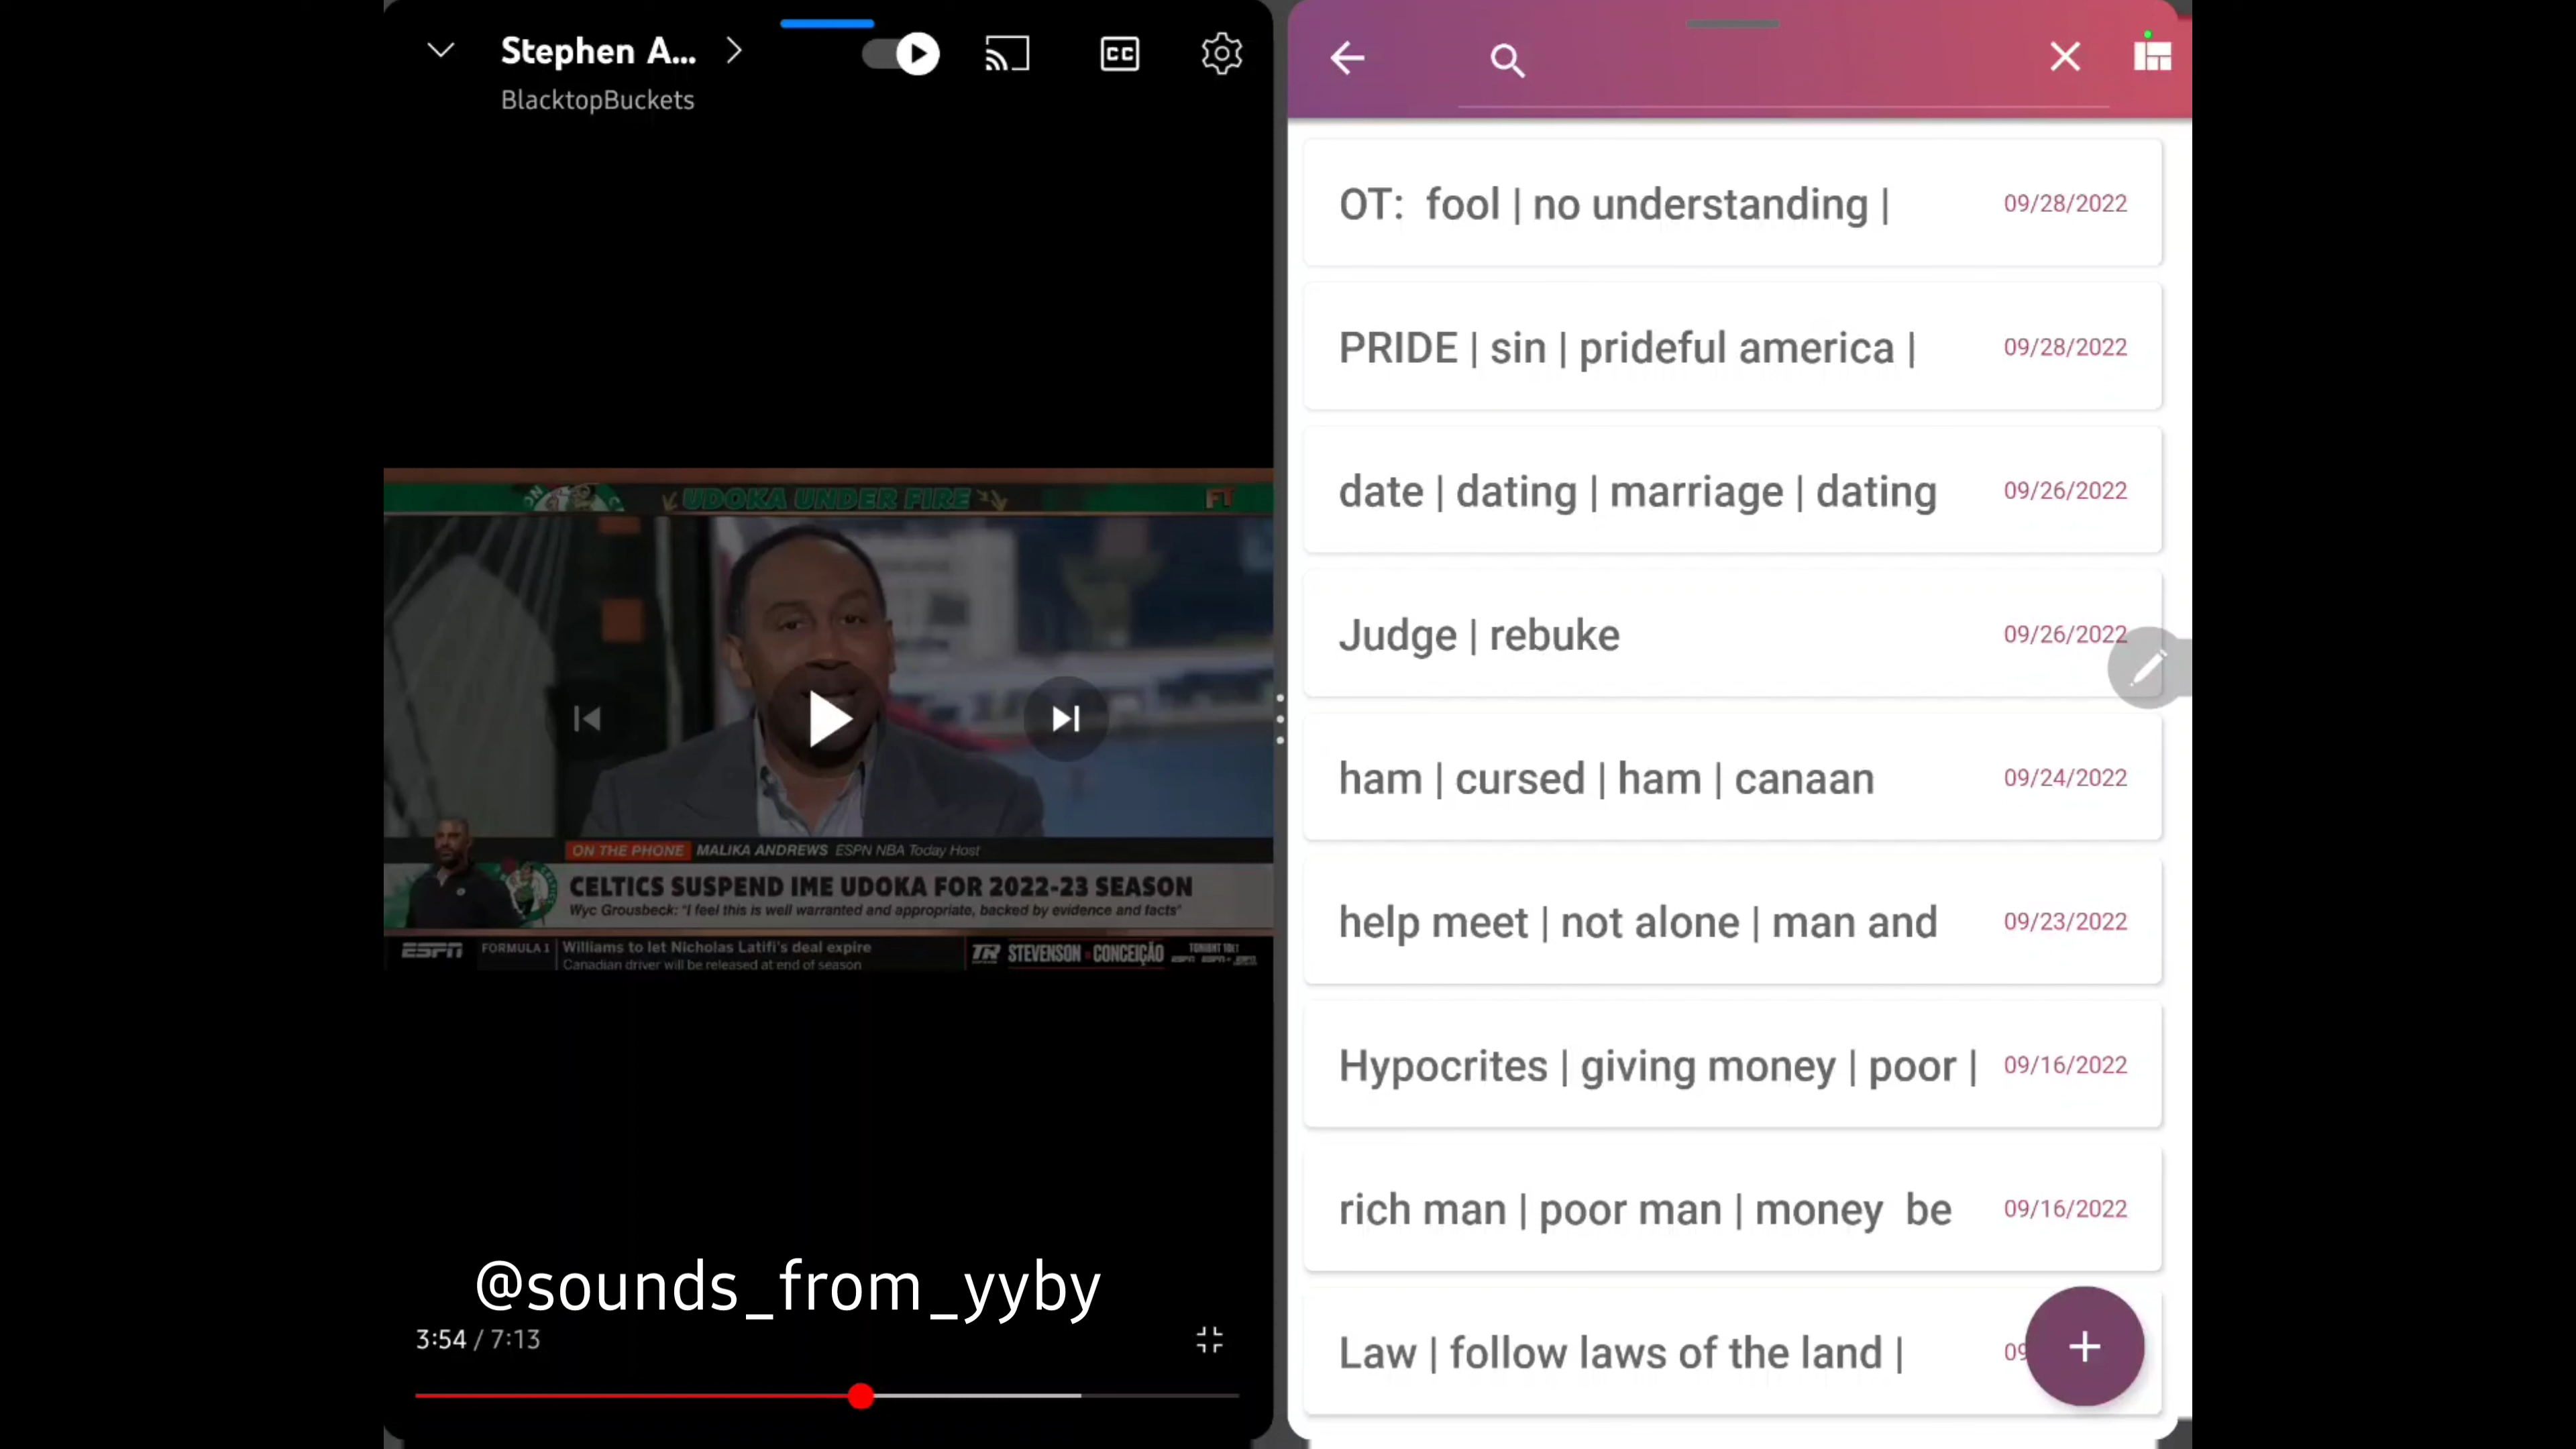 Stephen A...
BlacktopBuckets
CC
UDOKA UNDER FIRE
FT
ON THE PHONE MALIKA ANDREWS ESPN NBA Today Host
CELTICS SUSPEND IME UDOKA FOR 2022-23 SEASON
Wyc Grousbeck: "I feel this is well warranted and appropriate, backed by evidence and facts"
ESPN FORMULA 1 Williams to let Nicholas Latifi's deal expire
Canadian driver will be released at end of season
TR STEVENSON CONCEIÇÃO
@sounds_from_yyby
3:54 / 7:13
OT: fool | no understanding | 09/28/2022
PRIDE | sin | prideful america | 09/28/2022
date | dating | marriage | dating 09/26/2022
Judge | rebuke 09/26/2022
ham | cursed | ham | canaan 09/24/2022
help meet | not alone | man and 09/23/2022
Hypocrites | giving money | poor | 09/16/2022
rich man | poor man | money be 09/16/2022
Law | follow laws of the land | 09